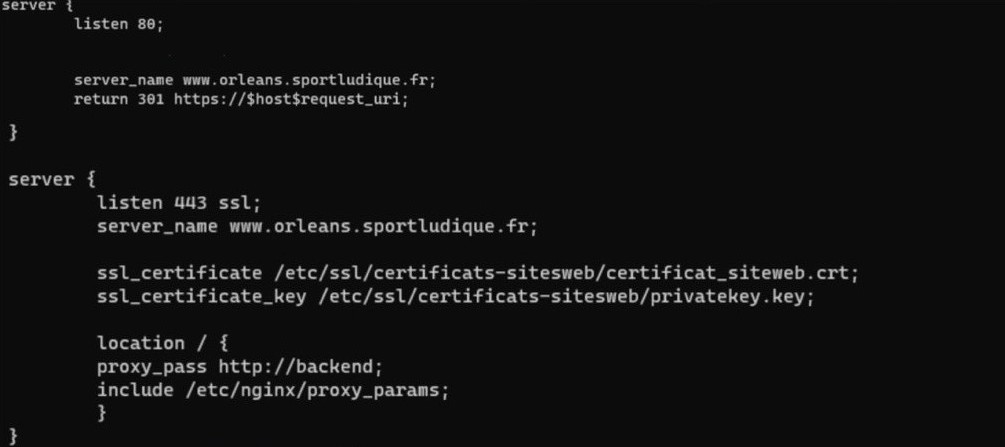 server {
listen 80;
server_name www.orleans.sportludique.fr;
return 301 https://$host$request_uri;
}
server {
listen 443 ssl;
server_name www.orleans.sportludique.fr;
ssl_certificate /etc/ssl/certificats-sitesweb/certificat_siteweb.crt;
ssl_certificate_key /etc/ssl/certificats-sitesweb/privatekey.key;
location / {
proxy_pass http://backend;
include /etc/nginx/proxy_params;
}
}